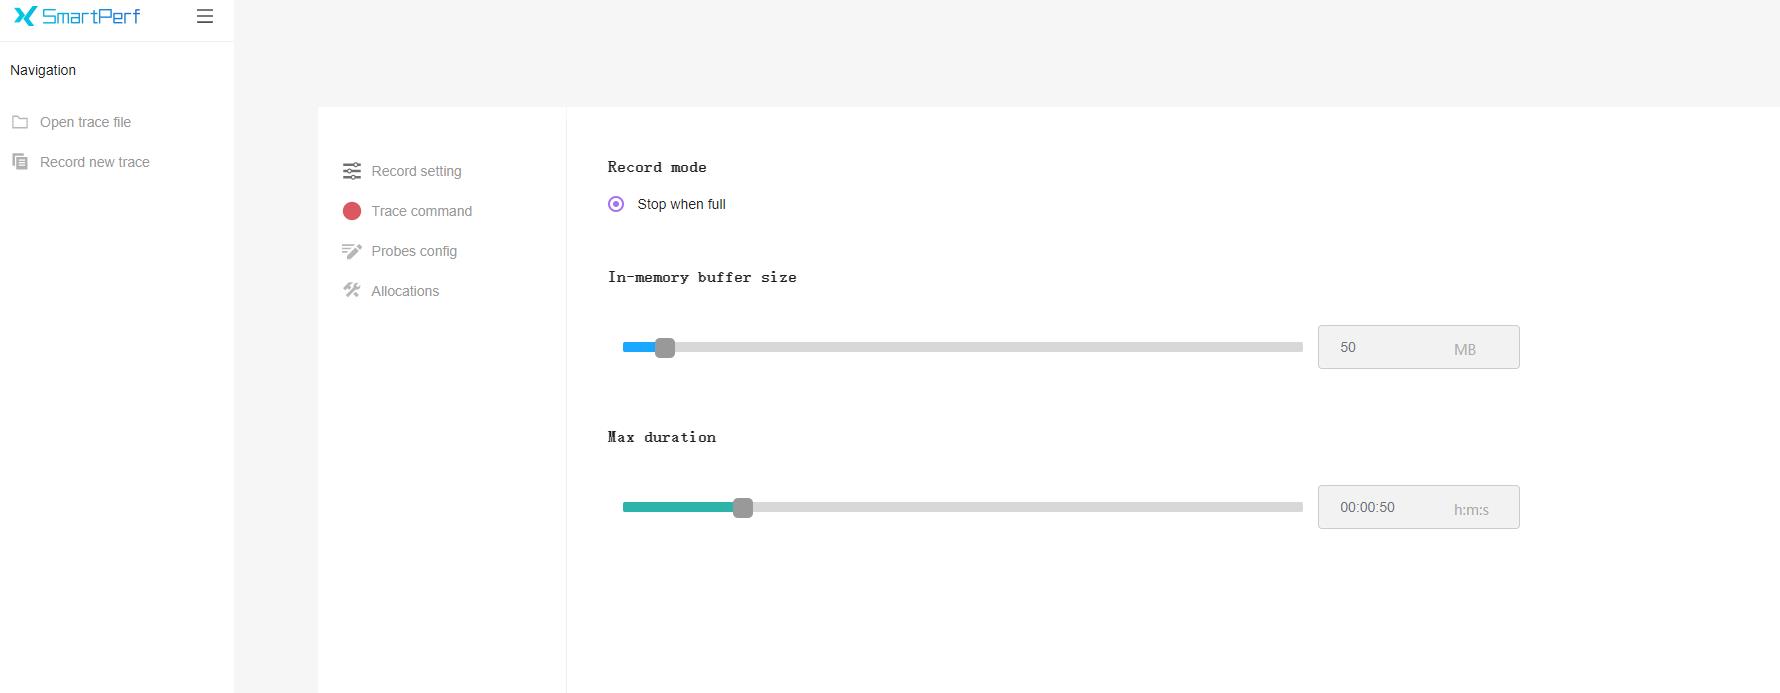 SmartPerf
Navigation
Open trace file
Record new trace
Record setting
Trace command
Probes config
Allocations
Record mode
Stop when full
In-memory buffer size
50 MB
Max duration
00:00:50 h:m:s